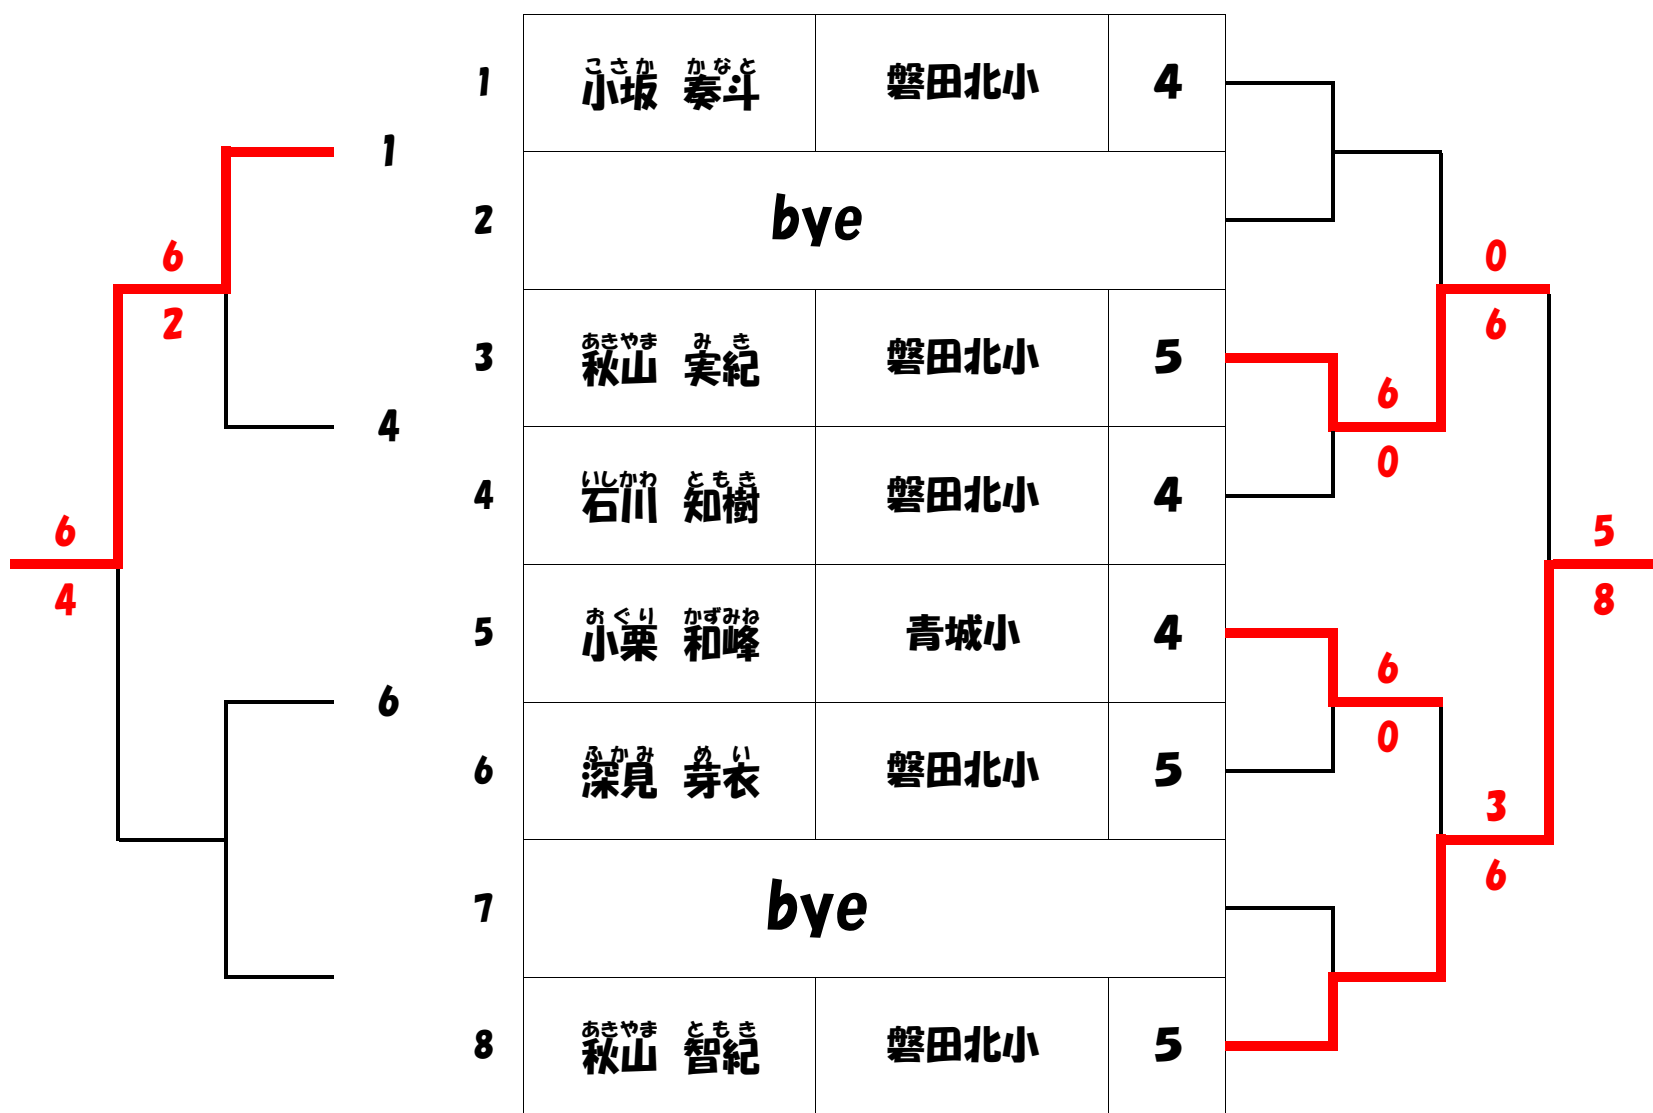 こさか かなと
1 小坂 奏斗 磐田北小 4
1
2 bye
6 0
2 6
あきやま みき
3 秋山 実紀 磐田北小 5
6
4 0
いしかわ ともき
4 石川 知樹 磐田北小 4
6 5
4 8
おぐり かずみね
5 小栗 和峰 青城小 4
6
6 0
ふかみ めい
6 深見 芽衣 磐田北小 5
3
6
7 bye
あきやま ともき
8 秋山 智紀 磐田北小 5